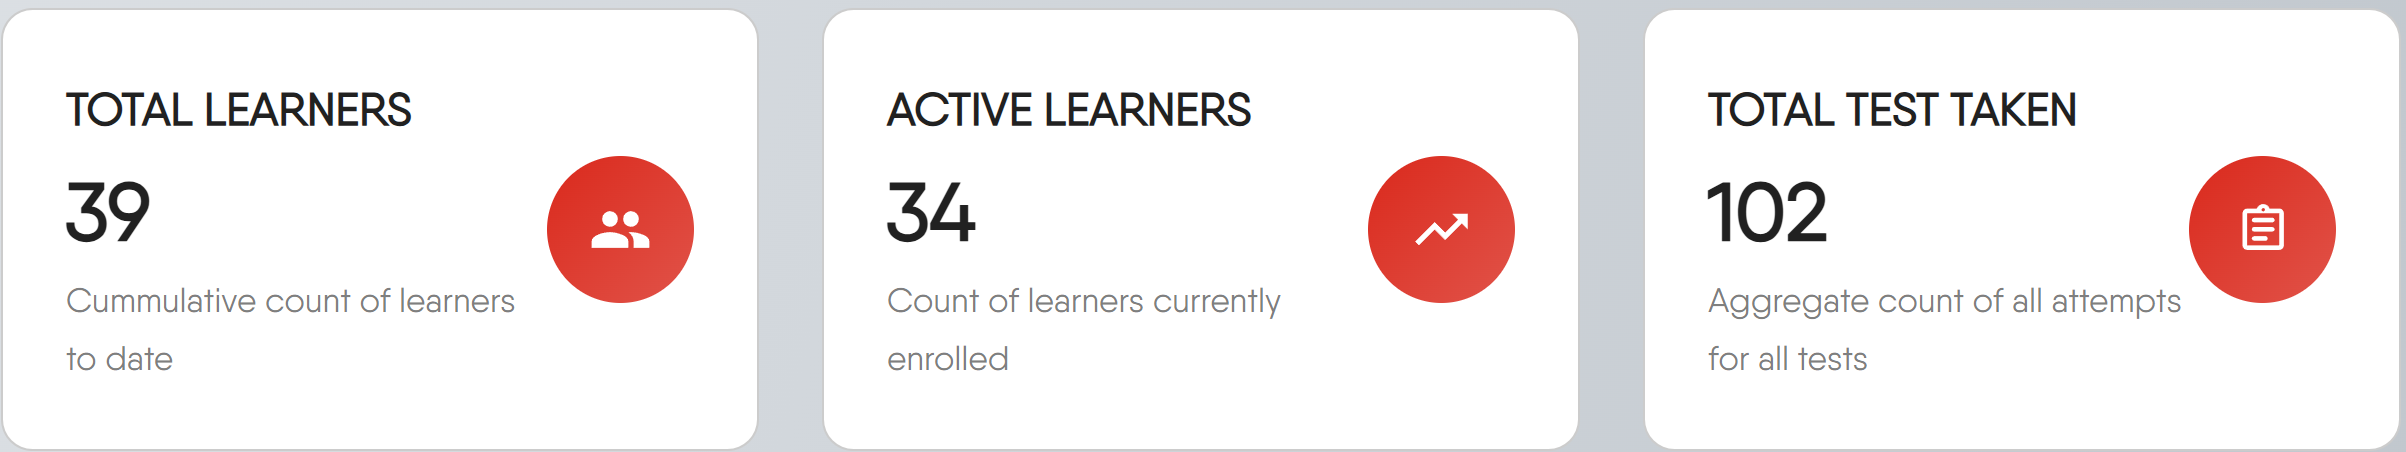 TOTAL LEARNERS
39
Cummulative count of learners
to date
ACTIVE LEARNERS
34
Count of learners currently
enrolled
TOTAL TEST TAKEN
102
Aggregate count of all attempts
for all tests